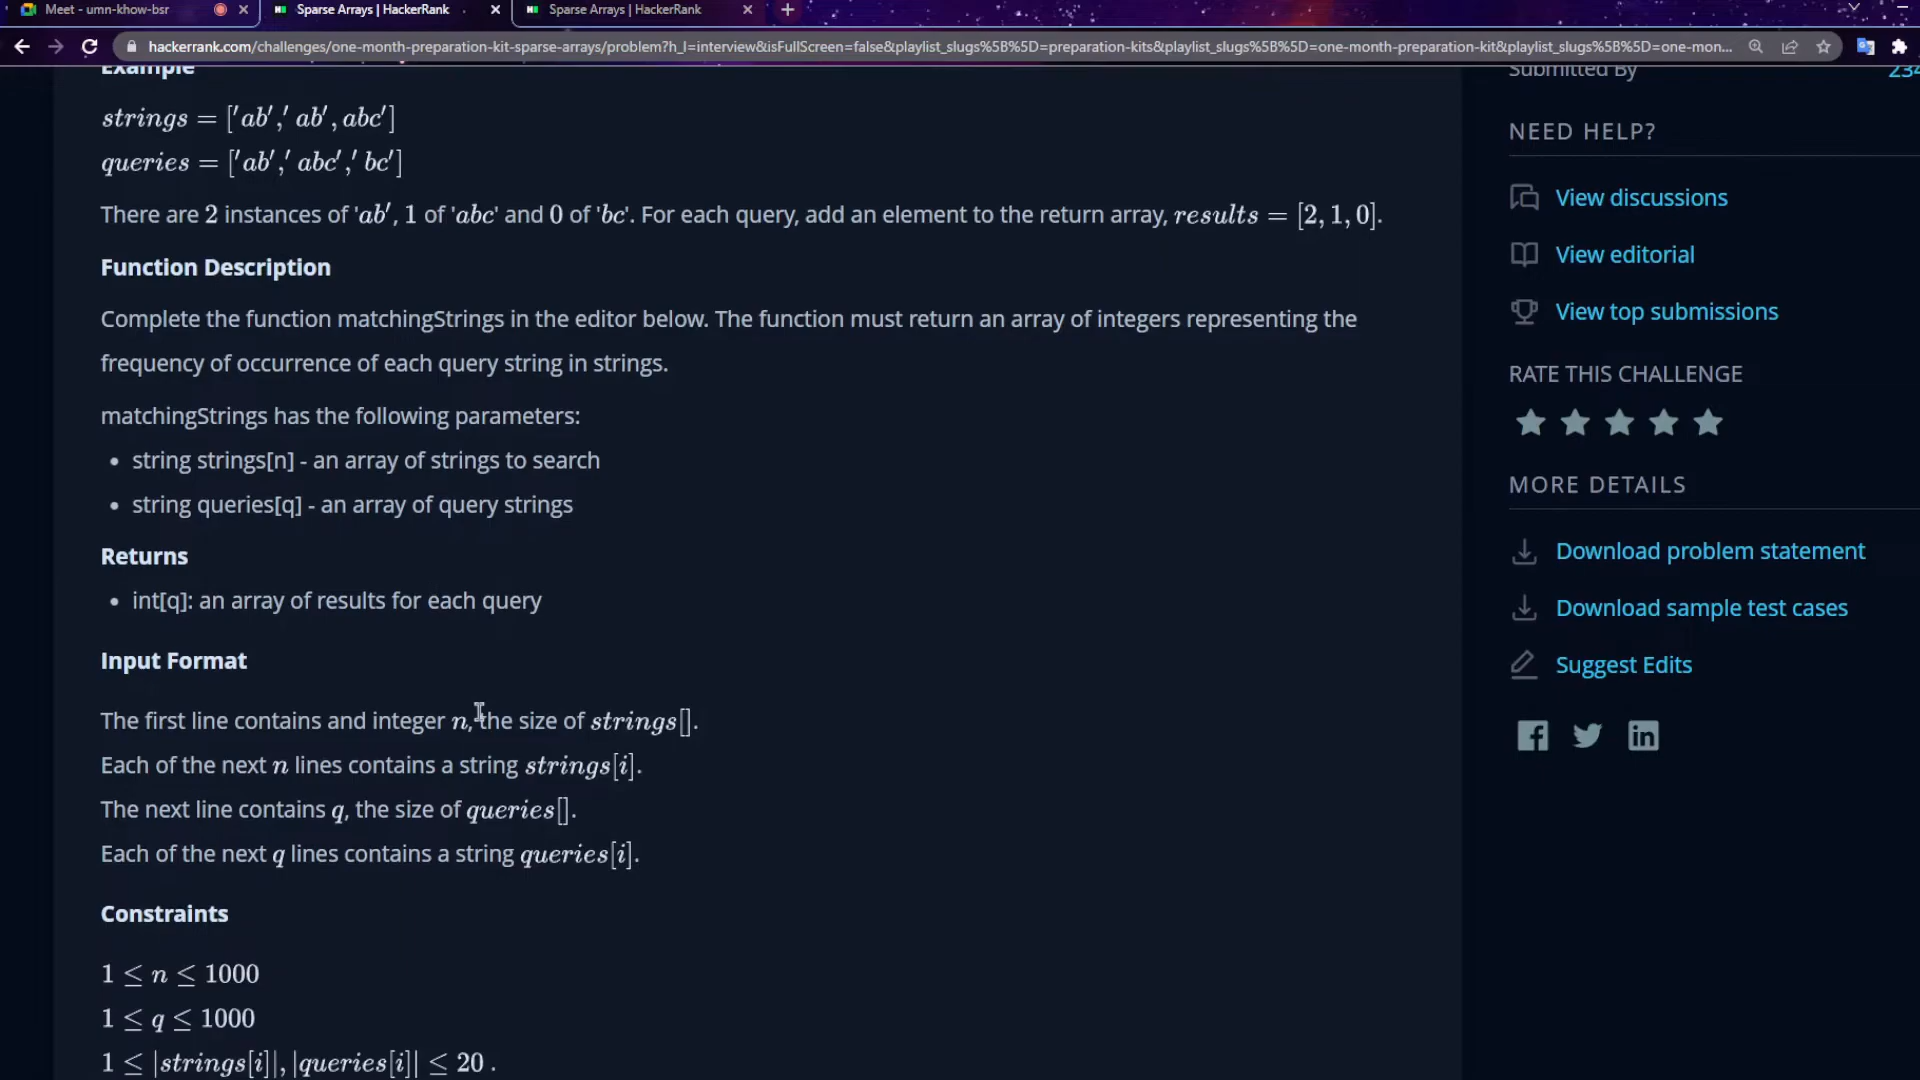 Meet - umn-khow-bsr
Sparse Arrays | HackerRank
Sparse Arrays | HackerRank
hackerrank.com/challenges/one-month-preparation-kit-sparse-arrays/problem?h_l=interview&isFullScreen=false&playlist_slugs%5B%5D=preparation-kits&playlist_slugs%5B%5D=one-month-preparation-kit&playlist_slugs%5B%5D=one-mon...
Example
strings = ['ab',' ab', abc']
queries = ['ab',' abc',' bc']
There are 2 instances of 'ab', 1 of 'abc' and 0 of 'bc'. For each query, add an element to the return array, results = [2, 1, 0].
Function Description
Complete the function matchingStrings in the editor below. The function must return an array of integers representing the
frequency of occurrence of each query string in strings.
matchingStrings has the following parameters:
• string strings[n] - an array of strings to search
• string queries[q] - an array of query strings
Returns
• int[q]: an array of results for each query
Input Format
The first line contains and integer n, the size of strings[].
Each of the next n lines contains a string strings[i].
The next line contains q, the size of queries[].
Each of the next q lines contains a string queries[i].
Constraints
1 ≤ n ≤ 1000
1 ≤ q ≤ 1000
1 ≤ |strings[i]|, |queries[i]| ≤ 20 .
Submitted By
234
NEED HELP?
View discussions
View editorial
View top submissions
RATE THIS CHALLENGE
MORE DETAILS
Download problem statement
Download sample test cases
Suggest Edits